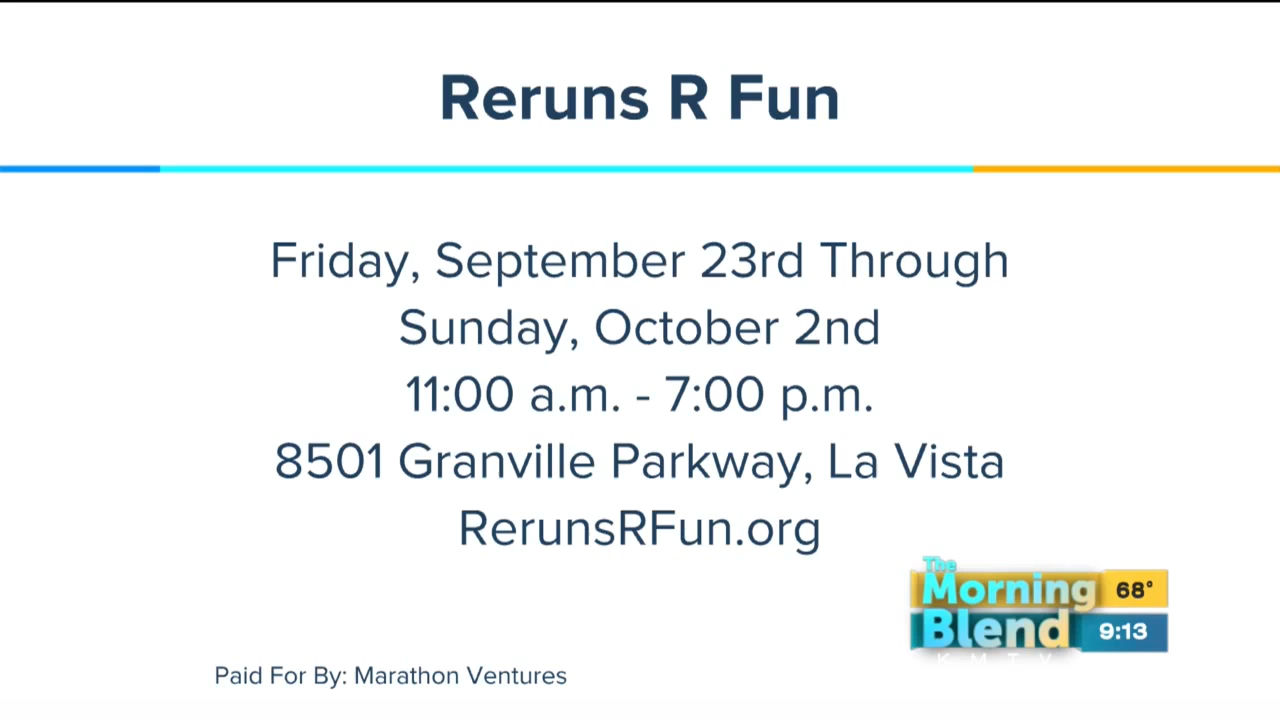 Reruns R Fun
Friday, September 23rd Through
Sunday, October 2nd
11:00 a.m. - 7:00 p.m.
8501 Granville Parkway, La Vista
RerunsRFun.org
The
Morning
68°
Blend
9:13
KMTV
Paid For By: Marathon Ventures